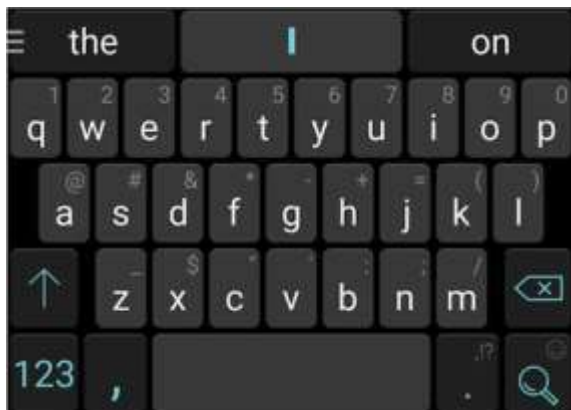 the I on
1 2 3 4 5 6 7 8 9 0
q w e r t y u i o p
@ # & * - + = ( )
a s d f g h j k l
_ $ " ' : ; /
z x c v b n m
123 , . ,!?